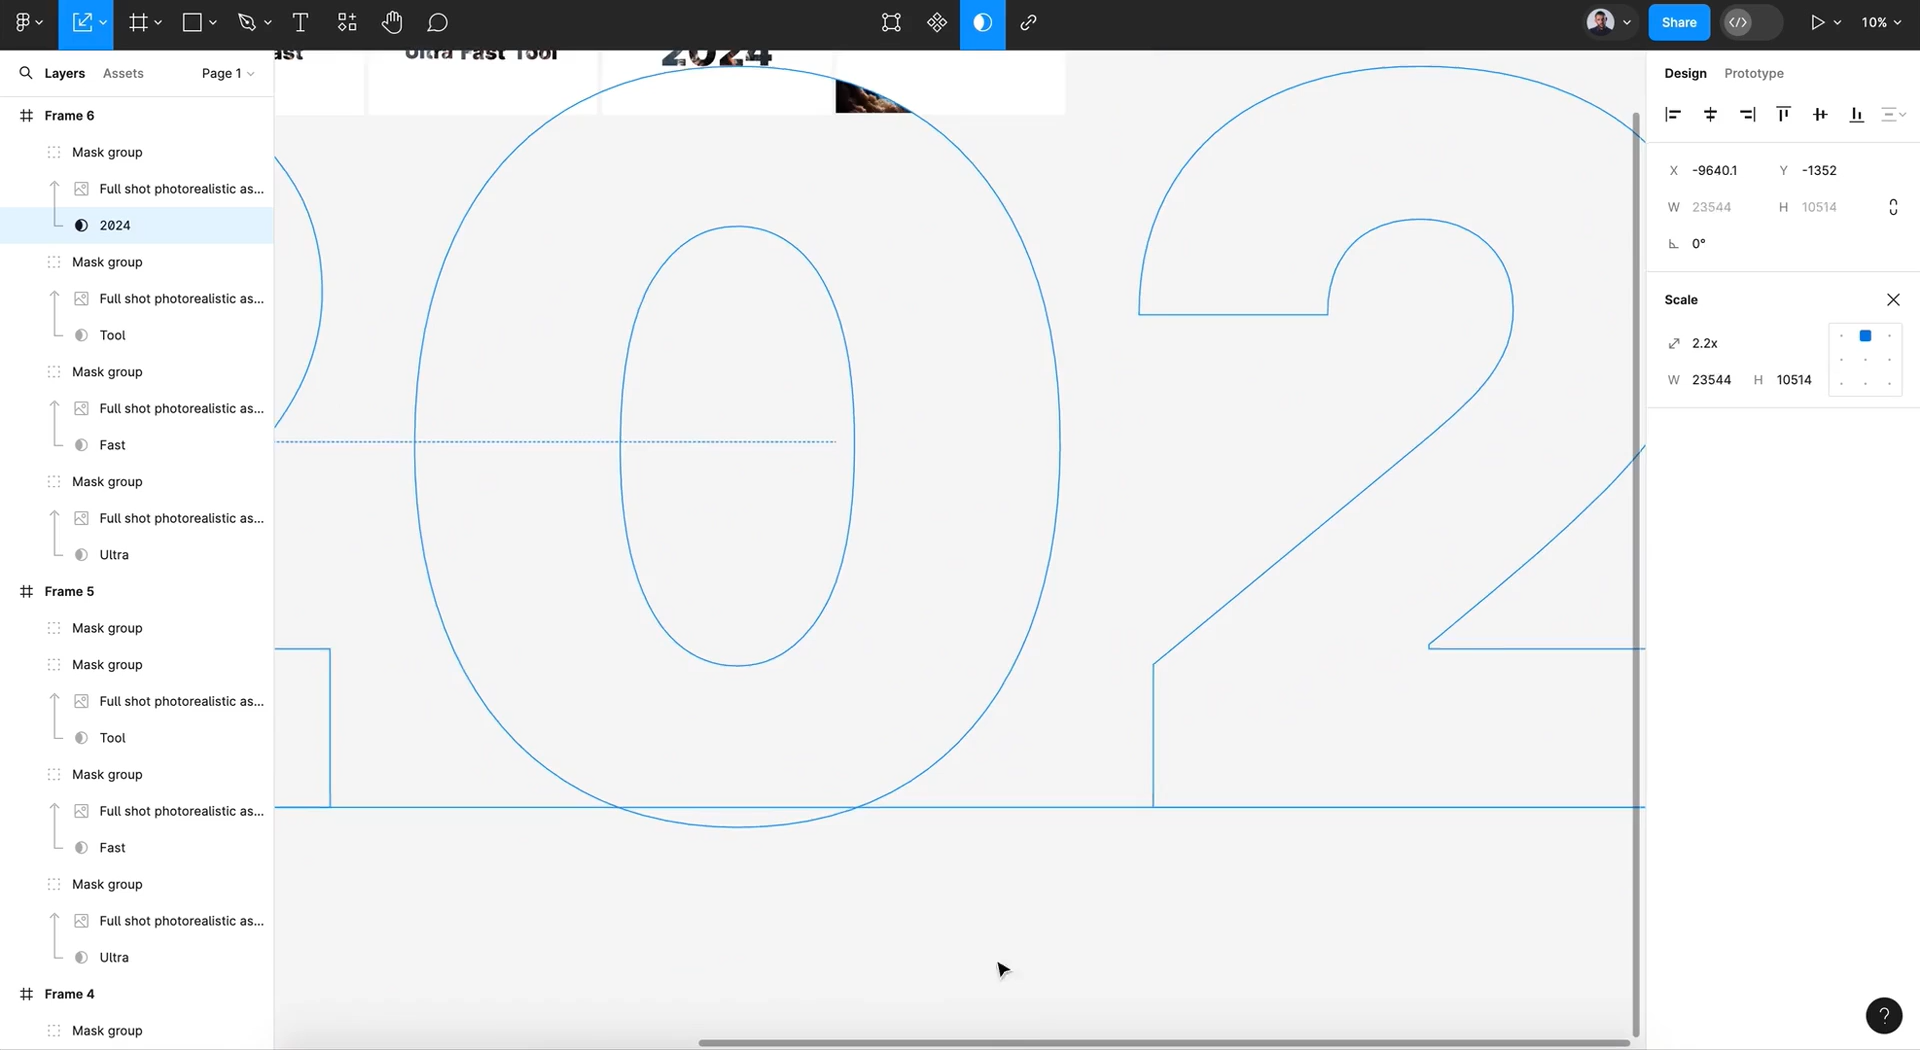 Share
10%
Layers
Assets
Page 1
Frame 6
Mask group
Full shot photorealistic as...
2024
Mask group
Full shot photorealistic as...
Tool
Mask group
Full shot photorealistic as...
Fast
Mask group
Full shot photorealistic as...
Ultra
Frame 5
Mask group
Mask group
Full shot photorealistic as...
Tool
Mask group
Full shot photorealistic as...
Fast
Mask group
Full shot photorealistic as...
Ultra
Frame 4
Mask group
ast
Ultra Fast Tool
2024
Design
Prototype
X -9640.1 Y -1352
W 23544 H 10514
0°
Scale
2.2x
W 23544 H 10514
?